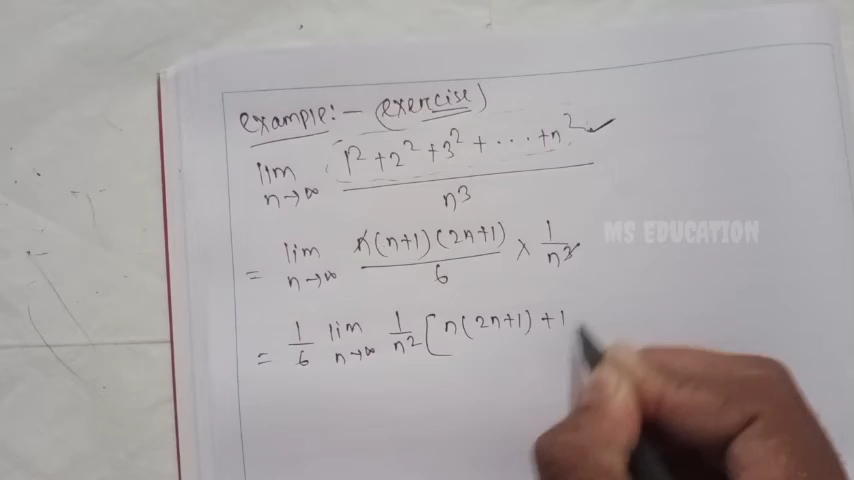 example:- (exercise)
lim n→∞ (1² + 2² + 3² + ... + n²) / n³
= lim n→∞ n(n+1)(2n+1) / 6 × 1 / n³
MS EDUCATION
= 1/6 lim n→∞ 1/n² [n(2n+1) + 1